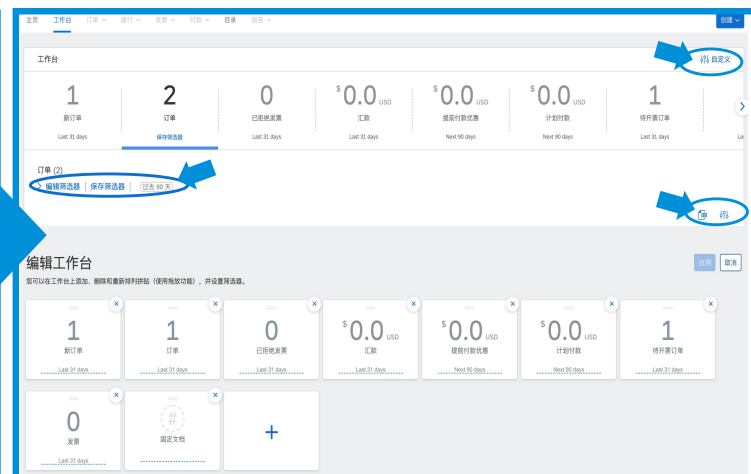 主页 工作台 订单 履行 发票 付款 目录 报告 创建
工作台 自定义
1 2 0 $0.0 USD $0.0 USD $0.0 USD 1
新订单 订单 已拒绝发票 汇款 提前付款优惠 计划付款 待开票订单
Last 31 days 保存筛选器 Last 31 days Last 31 days Next 90 days Next 90 days Last 31 days La
订单 (2)
编辑筛选器 | 保存筛选器 | 过去 90 天
编辑工作台 应用 取消
您可以在工作台上添加、删除和重新排列拼贴（使用拖放功能），并设置筛选器。
1 1 0 $0.0 USD $0.0 USD $0.0 USD 1
新订单 订单 已拒绝发票 汇款 提前付款优惠 计划付款 待开票订单
Last 31 days Last 31 days Last 31 days Last 31 days Next 90 days Next 90 days Last 31 days
0 # +
发票 固定文档
Last 31 days